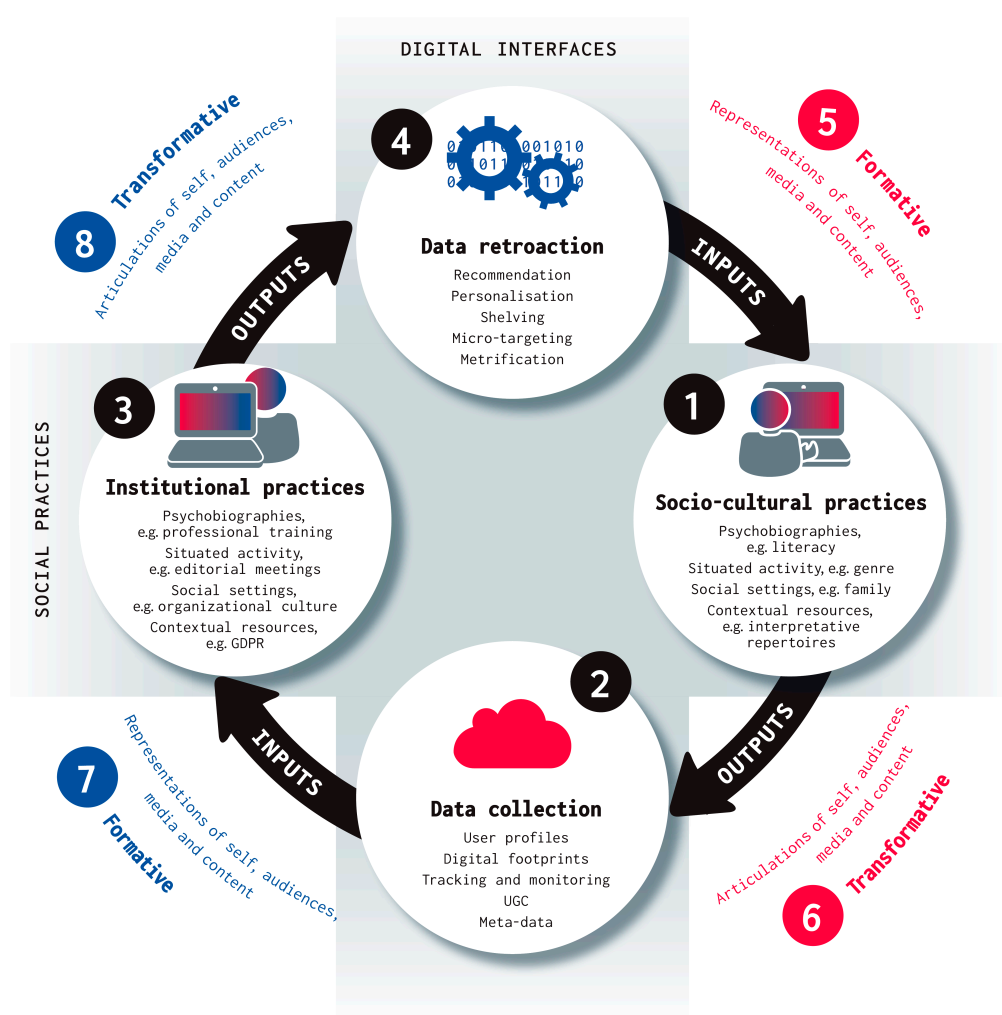 DIGITAL INTERFACES
4
Data retroaction
Recommendation
Personalisation
Shelving
Micro-targeting
Metrification
5
Formative
Representations of self, audiences,
media and content
INPUTS
1
Socio-cultural practices
Psychobiographies,
e.g. literacy
Situated activity, e.g. genre
Social settings, e.g. family
Contextual resources,
e.g. interpretative
repertoires
OUTPUTS
6
Transformative
Articulations of self, audiences,
media and content
2
Data collection
User profiles
Digital footprints
Tracking and monitoring
UGC
Meta-data
INPUTS
7
Formative
Representations of self, audiences,
media and content
SOCIAL PRACTICES
3
Institutional practices
Psychobiographies,
e.g. professional training
Situated activity,
e.g. editorial meetings
Social settings,
e.g. organizational culture
Contextual resources,
e.g. GDPR
OUTPUTS
8
Transformative
Articulations of self, audiences,
media and content